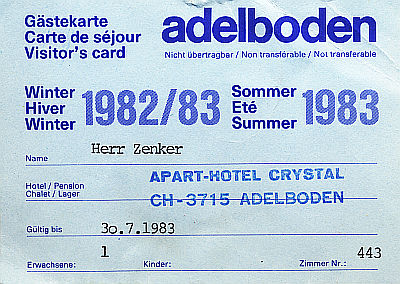 Gästekarte
Carte de séjour
Visitor's card
adelboden
Nicht übertragbar / Non transférable / Not transferable
Winter
Hiver
Winter
1982/83
Sommer
Eté
Summer
1983
Name Herr Zenker
Hotel / Pension
Chalet / Lager
APART-HOTEL CRYSTAL
CH-3715 ADELBODEN
Gültig bis 30.7.1983
Erwachsene: 1 Kinder: Zimmer Nr.: 443